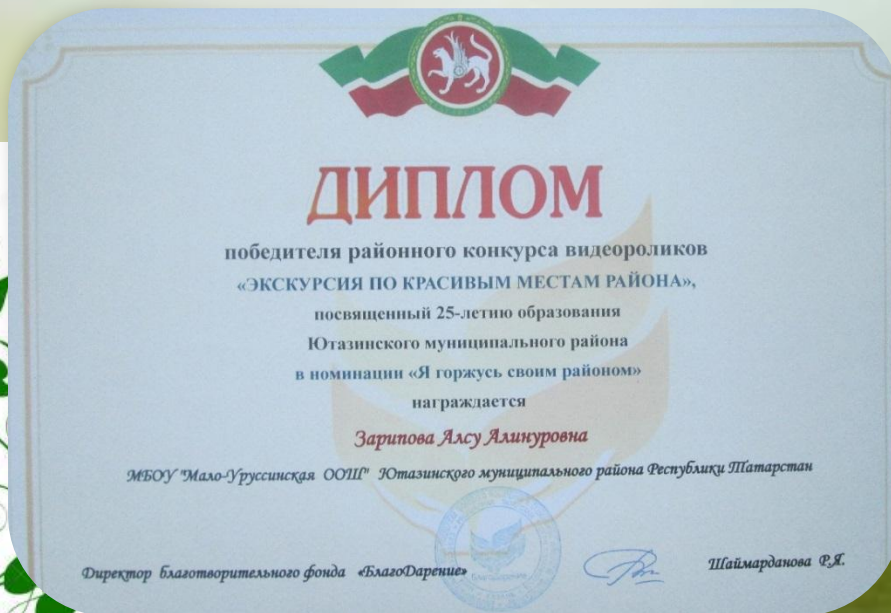 ДИПЛОМ
победителя районного конкурса видеороликов
«ЭКСКУРСИЯ ПО КРАСИВЫМ МЕСТАМ РАЙОНА»,
посвященный 25-летию образования
Ютазинского муниципального района
в номинации «Я горжусь своим районом»
награждается
Зарипова Алсу Алинуровна
МБОУ "Мало-Уруссинская ООШ" Ютазинского муниципального района Республики Татарстан
Директор благотворительного фонда «БлагоДарение» Шаймарданова Р.Я.